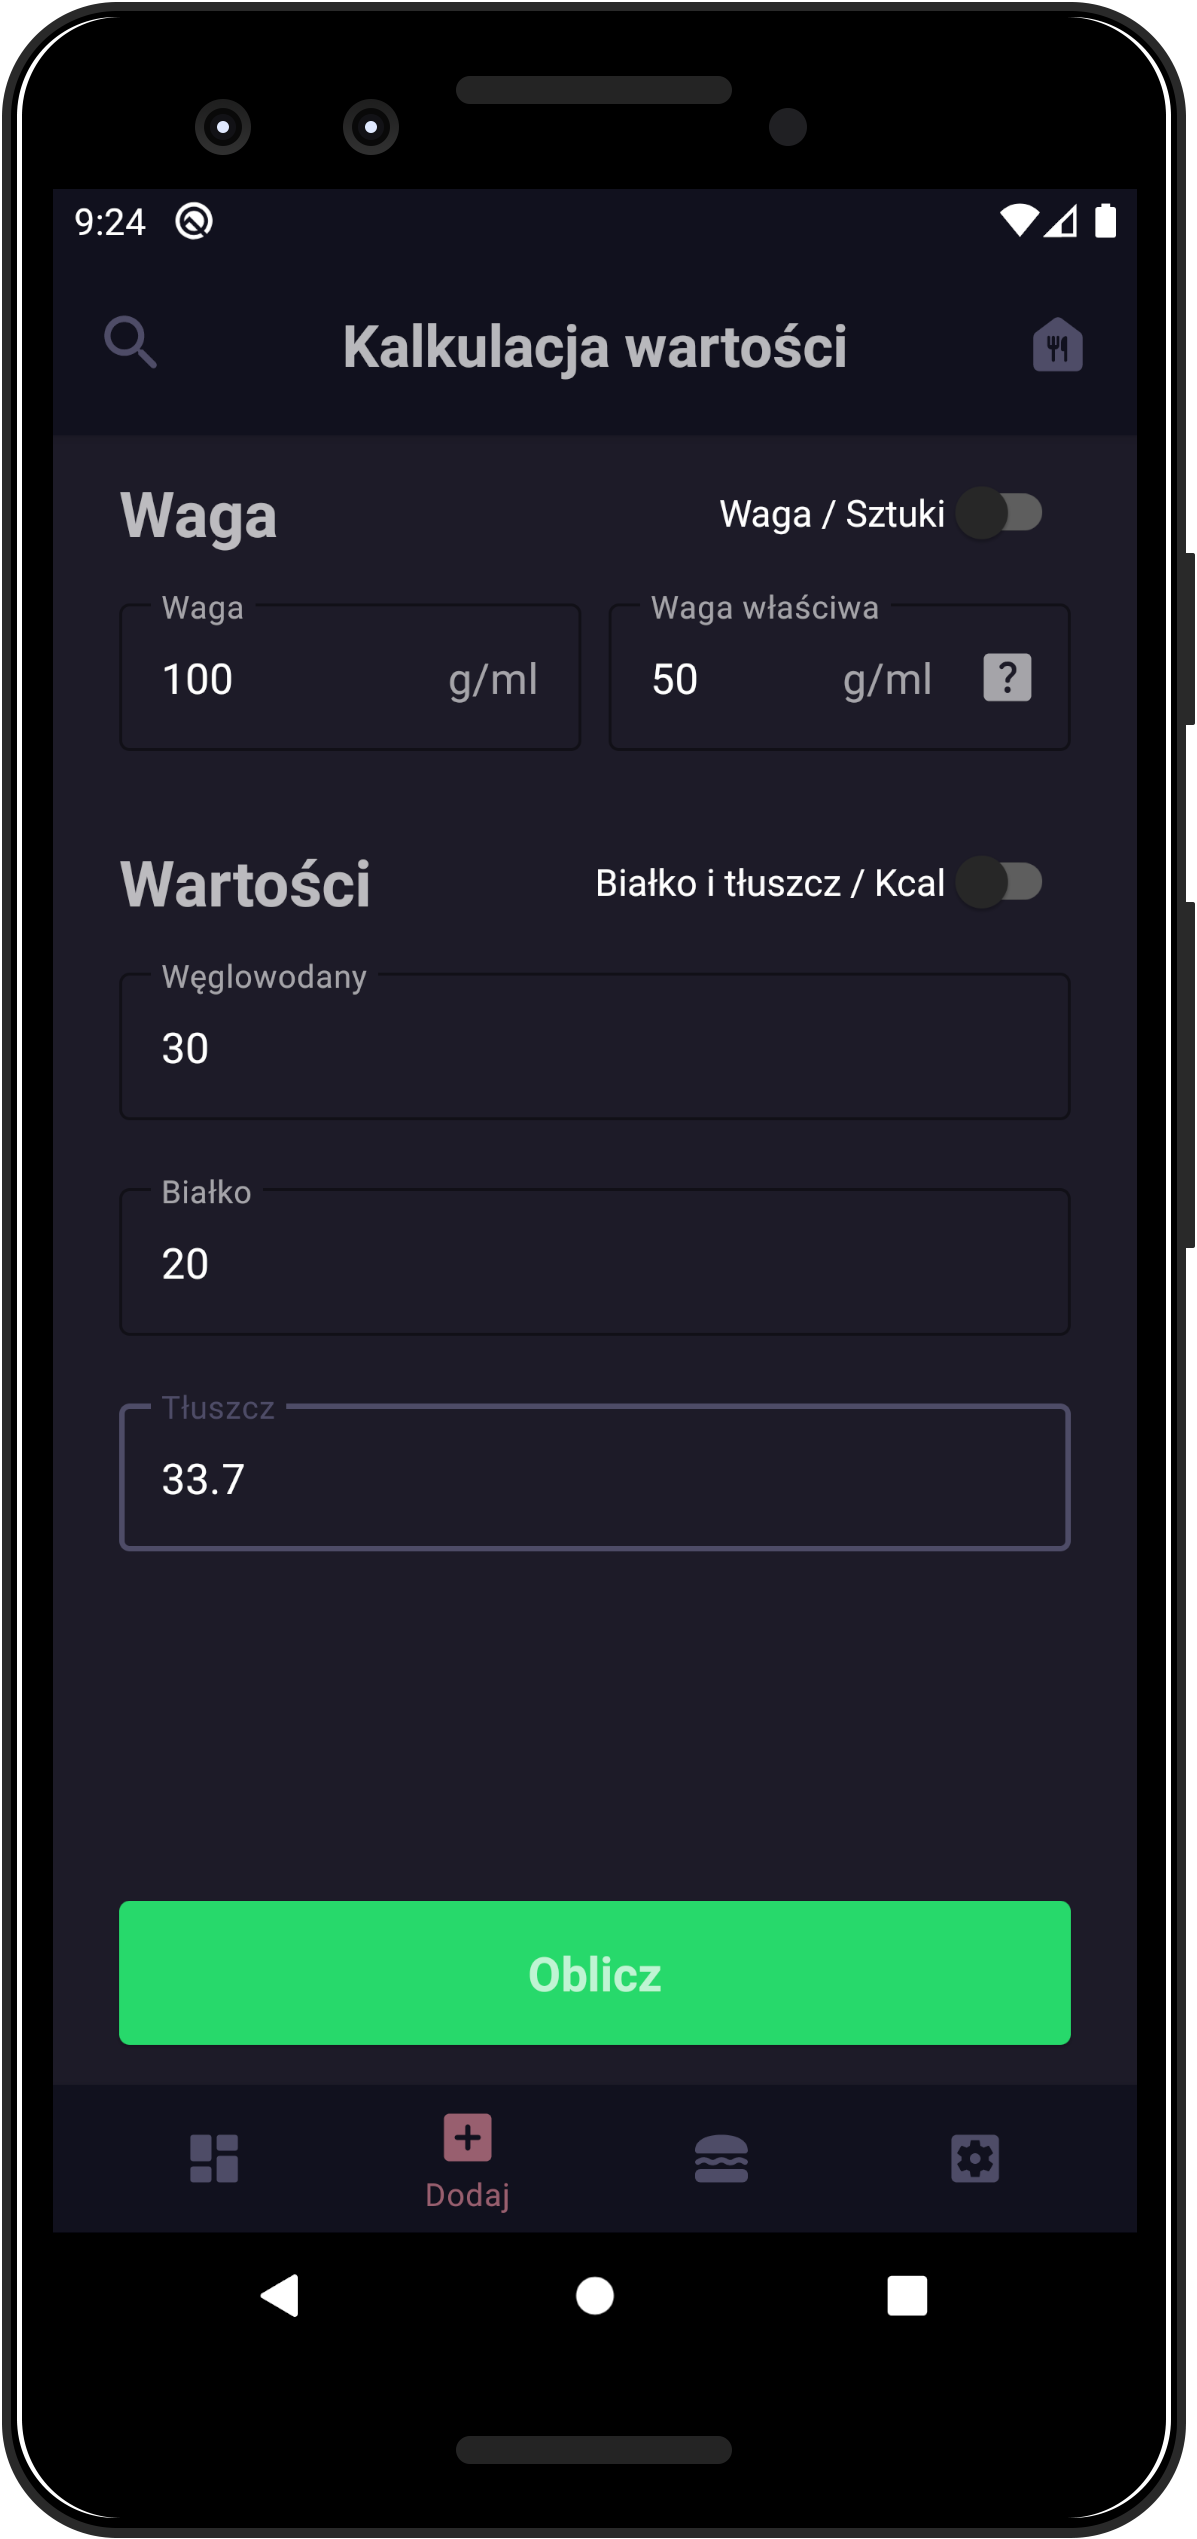 9:24
Kalkulacja wartości
Waga
Waga / Sztuki
Waga
Waga właściwa
100 g/ml
50 g/ml ?
Wartości
Białko i tłuszcz / Kcal
Węglowodany
30
Białko
20
Tłuszcz
33.7
Oblicz
Dodaj